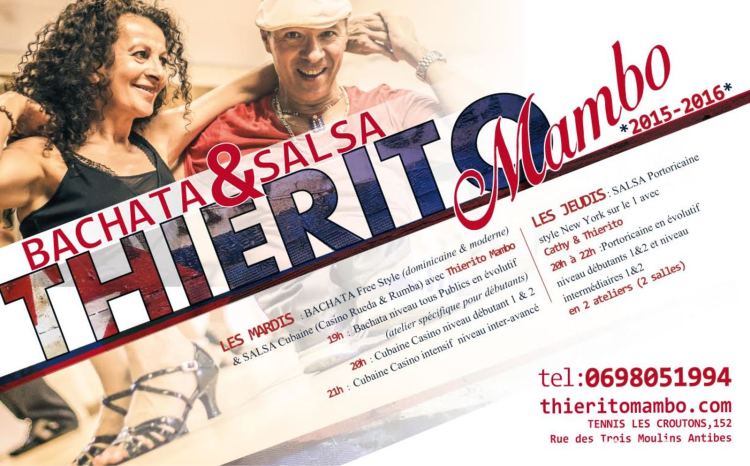 BACHATA & SALSA
THIERITO Mambo
*2015-2016*
LES MARDIS : BACHATA Free Style (dominicaine & moderne)
& SALSA Cubaine (Casino Rueda & Rumba) avec Thierito Mambo
19h : Bachata niveau tous Publics en évolutif
(atelier spécifique pour débutants)
20h : Cubaine Casino niveau débutant 1 & 2
21h : Cubaine Casino intensif niveau inter-avancé
LES JEUDIS : SALSA Portoricaine
style New York sur le 1 avec
Cathy & Thierito
20h à 22h :Portoricaine en évolutif
niveau débutants 1&2 et niveau
intermédiaires 1&2
en 2 ateliers (2 salles)
tel:0698051994
thieritomambo.com
TENNIS LES CROUTONS,152
Rue des Trois Moulins Antibes